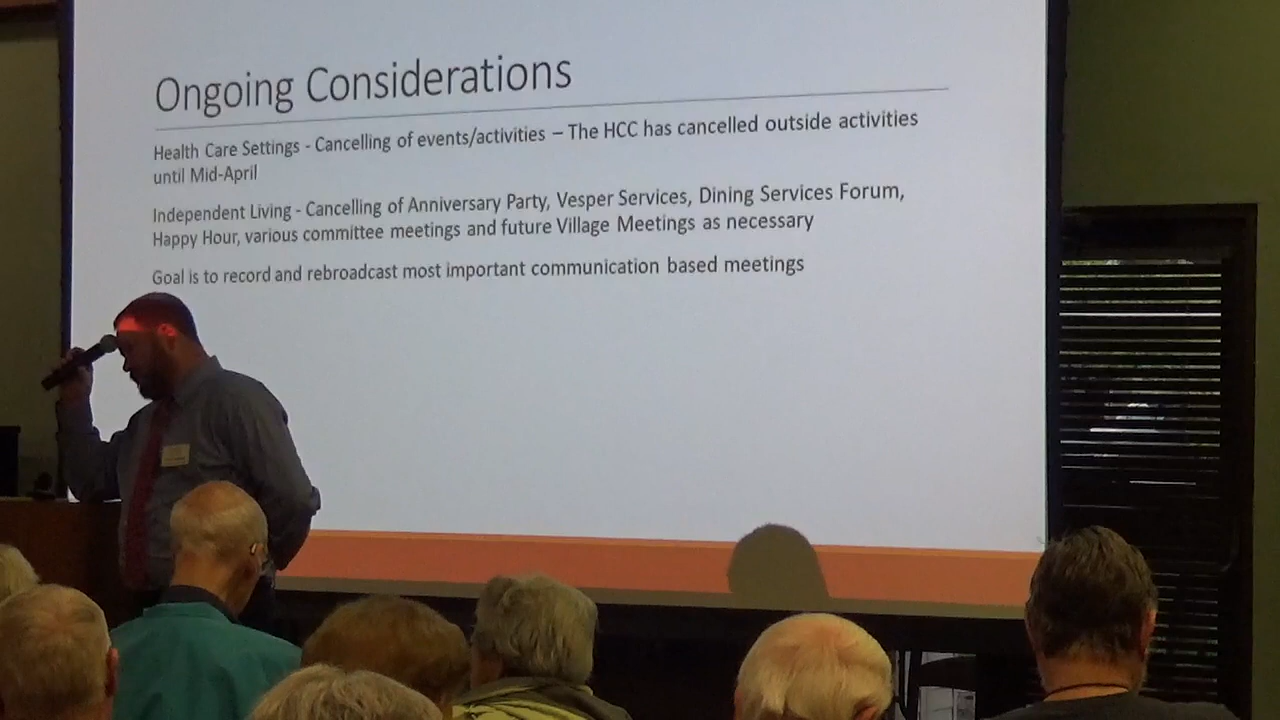 Ongoing Considerations
Health Care Settings - Cancelling of events/activities – The HCC has cancelled outside activities
until Mid-April
Independent Living - Cancelling of Anniversary Party, Vesper Services, Dining Services Forum,
Happy Hour, various committee meetings and future Village Meetings as necessary
Goal is to record and rebroadcast most important communication based meetings